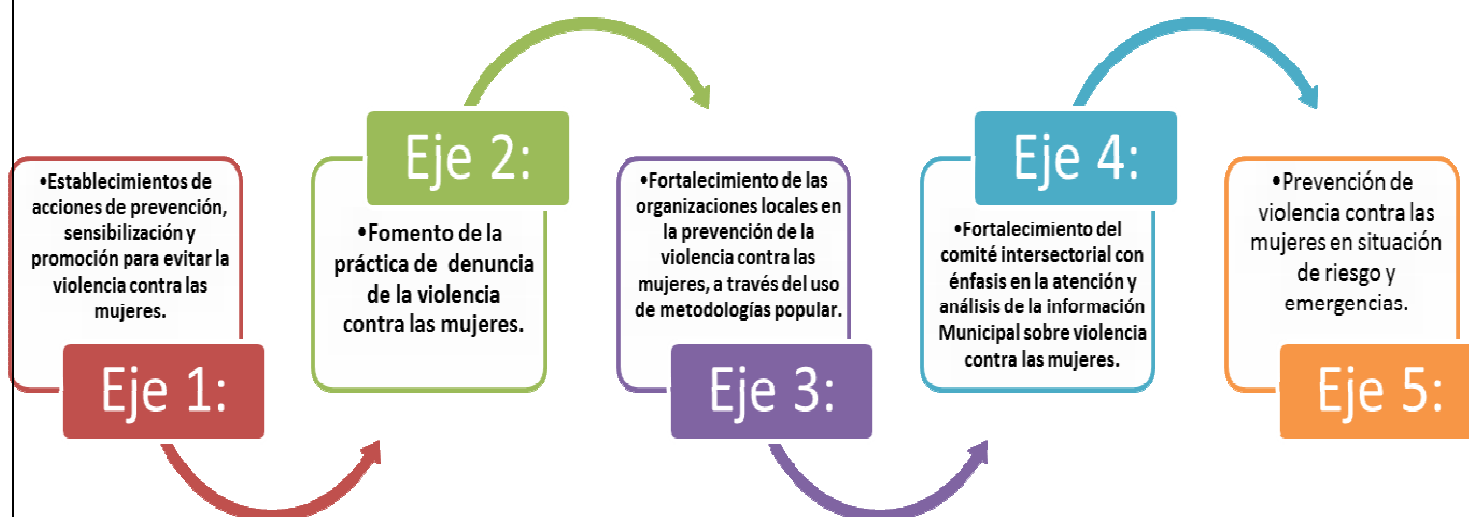 •Establecimientos de
acciones de prevención,
sensibilización y
promoción para evitar la
violencia contra las
mujeres.
Eje 1:
Eje 2:
•Fomento de la
práctica de denuncia
de la violencia
contra las mujeres.
•Fortalecimiento de las
organizaciones locales en
la prevención de la
violencia contra las
mujeres, a través del uso
de metodologías popular.
Eje 3:
Eje 4:
•Fortalecimiento del
comité intersectorial con
énfasis en la atención y
análisis de la información
Municipal sobre violencia
contra las mujeres.
•Prevención de
violencia contra las
mujeres en situación
de riesgo y
emergencias.
Eje 5: